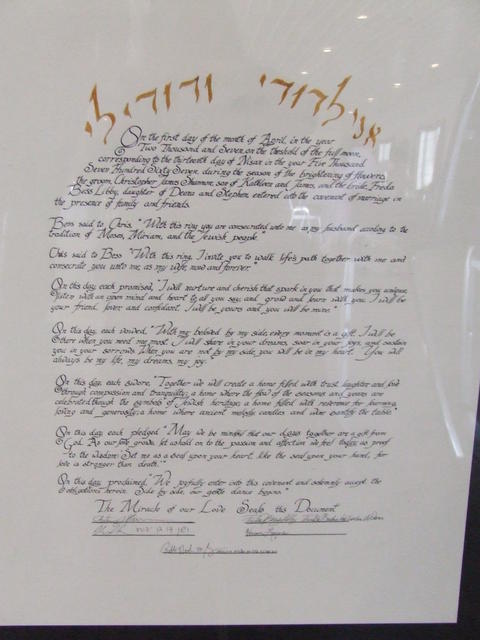 אני לדודי ודודי לי
On the first day of the month of April, in the year
Two Thousand and Seven, on the threshold of the full moon,
corresponding to the thirteenth day of Nisan in the year Five Thousand
Seven Hundred Sixty Seven, during the season of the brightening of flowers,
the groom, Christopher James Shannon, son of Kathleen and James, and the bride, Freda
Bess Libby, daughter of Deena and Stephen, entered into the covenant of marriage in
the presence of family and friends.
Bess said to Chris, "With this ring you are consecrated unto me as my husband according to the
tradition of Moses, Miriam, and the Jewish people."
Chris said to Bess "With this ring, I invite you to walk life's path together with me and
consecrate you unto me, as my wife, now and forever."
On this day each promised, "I will nurture and cherish that spark in you that makes you unique,
listen with an open mind and heart to all you say, and grow and learn with you. I will be
your friend, lover and confidant. I will be yours and you will be mine."
On this day, each vowed, "With my beloved by my side, every moment is a gift. I will be
there when you need me most. I will share in your dreams, soar in your joys, and sustain
you in your sorrows. When you are not by my side, you will be in my heart. You will
always be my life, my dreams, my joy."
On this day, each swore, "Together we will create a home filled with trust, laughter and love
through compassion and tranquility; a home where the flow of the seasons and years are
celebrated through the symbols of Jewish heritage; a home filled with reverence for learning,
loving and generosity; a home where ancient melody, candles and wine sanctify the table."
On this day each pledged "May we be mindful that our lives together are a gift from
God. As our love grows, let us hold on to the passion and affection we feel today, as proof
to the wisdom: Set me as a seal upon your heart, like the seal upon your hand, for
love is stronger than death."
On this day, proclaimed, "We joyfully enter into this covenant and solemnly accept the
obligations herein. Side by side, our gentle dance begins."
The Miracle of our Love Seals this Document